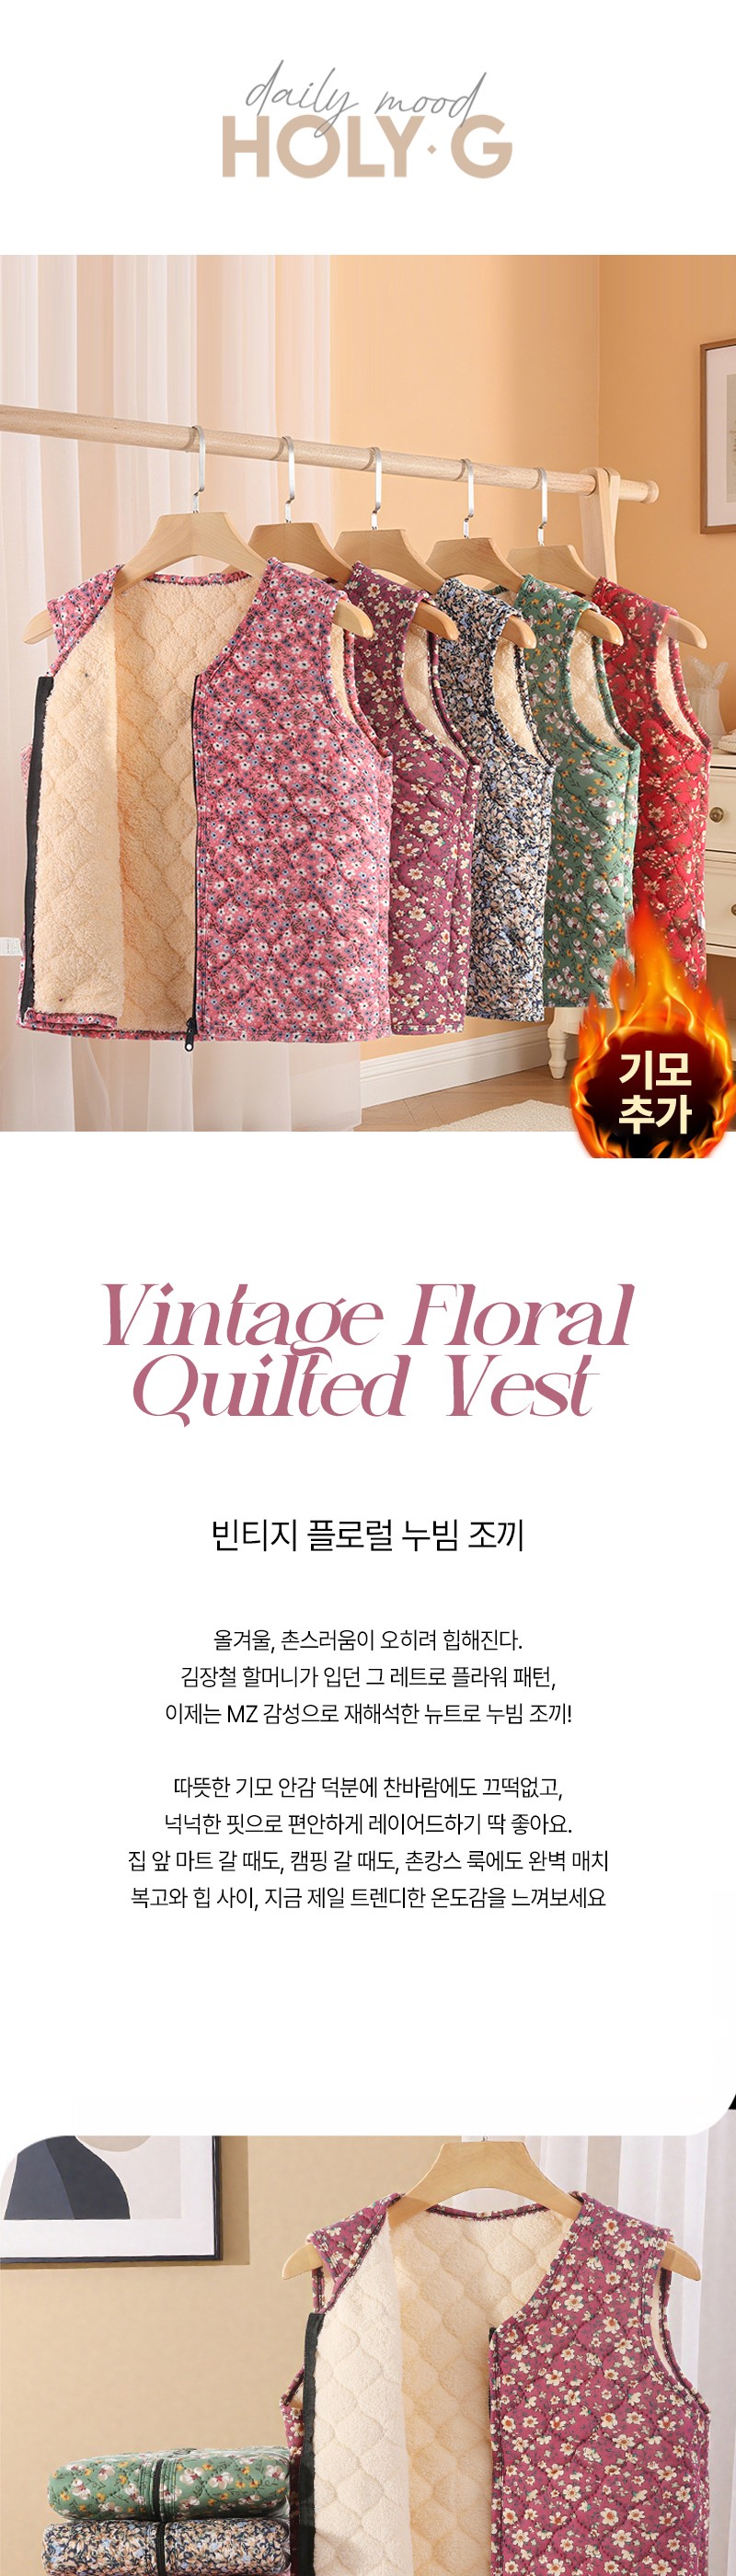 daily mood
HOLY·G
기모
추가
Vintage Floral
Quilted Vest
빈티지 플로럴 누빔 조끼
올겨울, 촌스러움이 오히려 힙해진다.
김장철 할머니가 입던 그 레트로 플라워 패턴,
이제는 MZ 감성으로 재해석한 뉴트로 누빔 조끼!
따뜻한 기모 안감 덕분에 찬바람에도 끄떡없고,
넉넉한 핏으로 편안하게 레이어드하기 딱 좋아요.
집 앞 마트 갈 때도, 캠핑 갈 때도, 촌캉스 룩에도 완벽 매치
복고와 힙 사이, 지금 제일 트렌디한 온도감을 느껴보세요